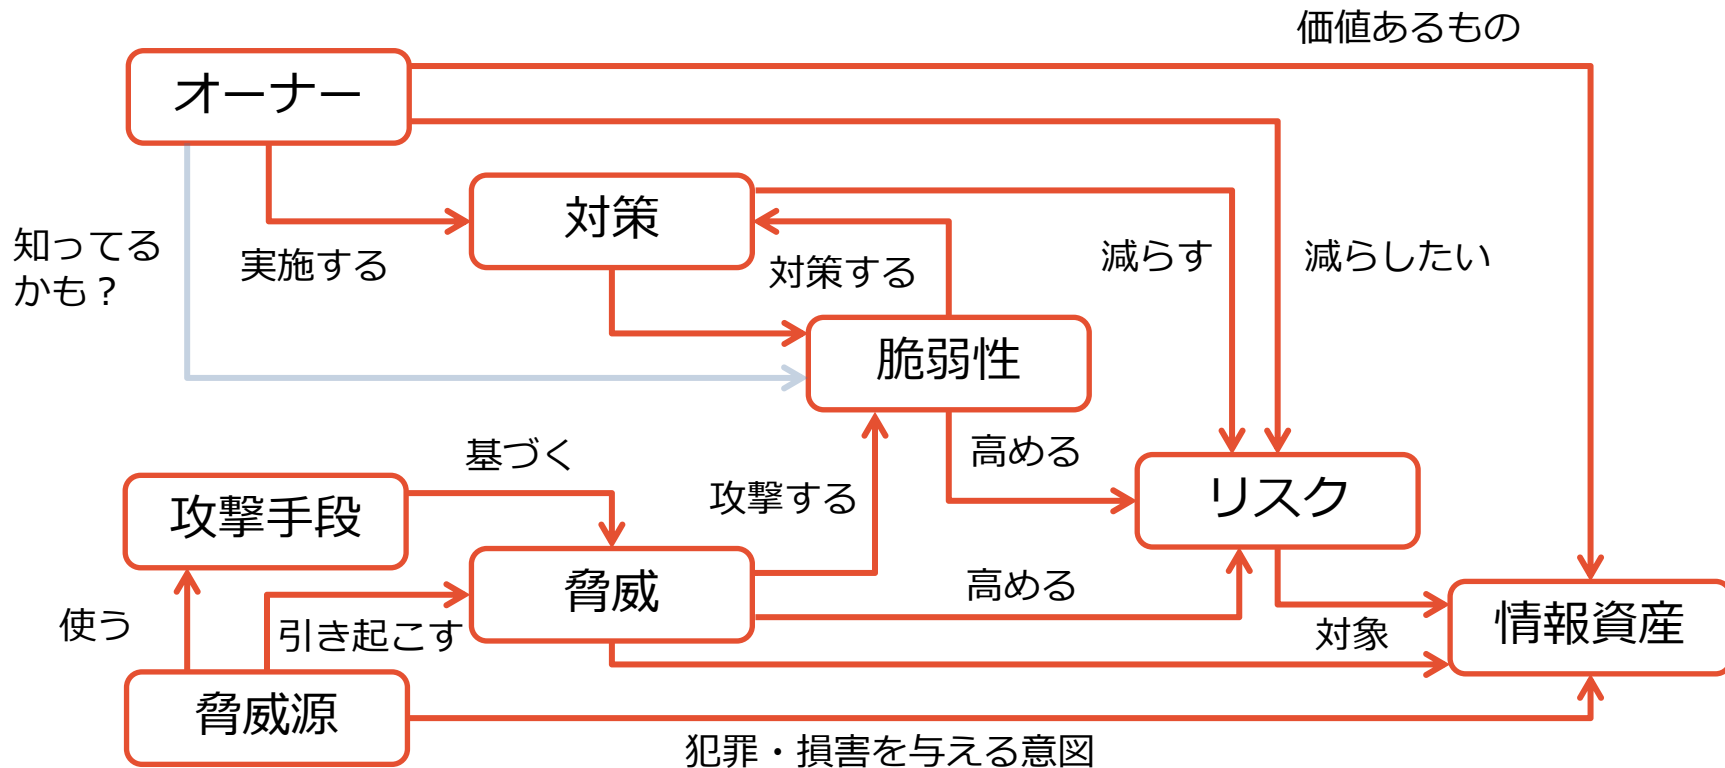 価値あるもの
オーナー
対策
知ってる
かも？
実施する
対策する
減らす
減らしたい
脆弱性
基づく
高める
攻撃手段
攻撃する
リスク
脅威
高める
使う
引き起こす
対象
情報資産
脅威源
犯罪・損害を与える意図